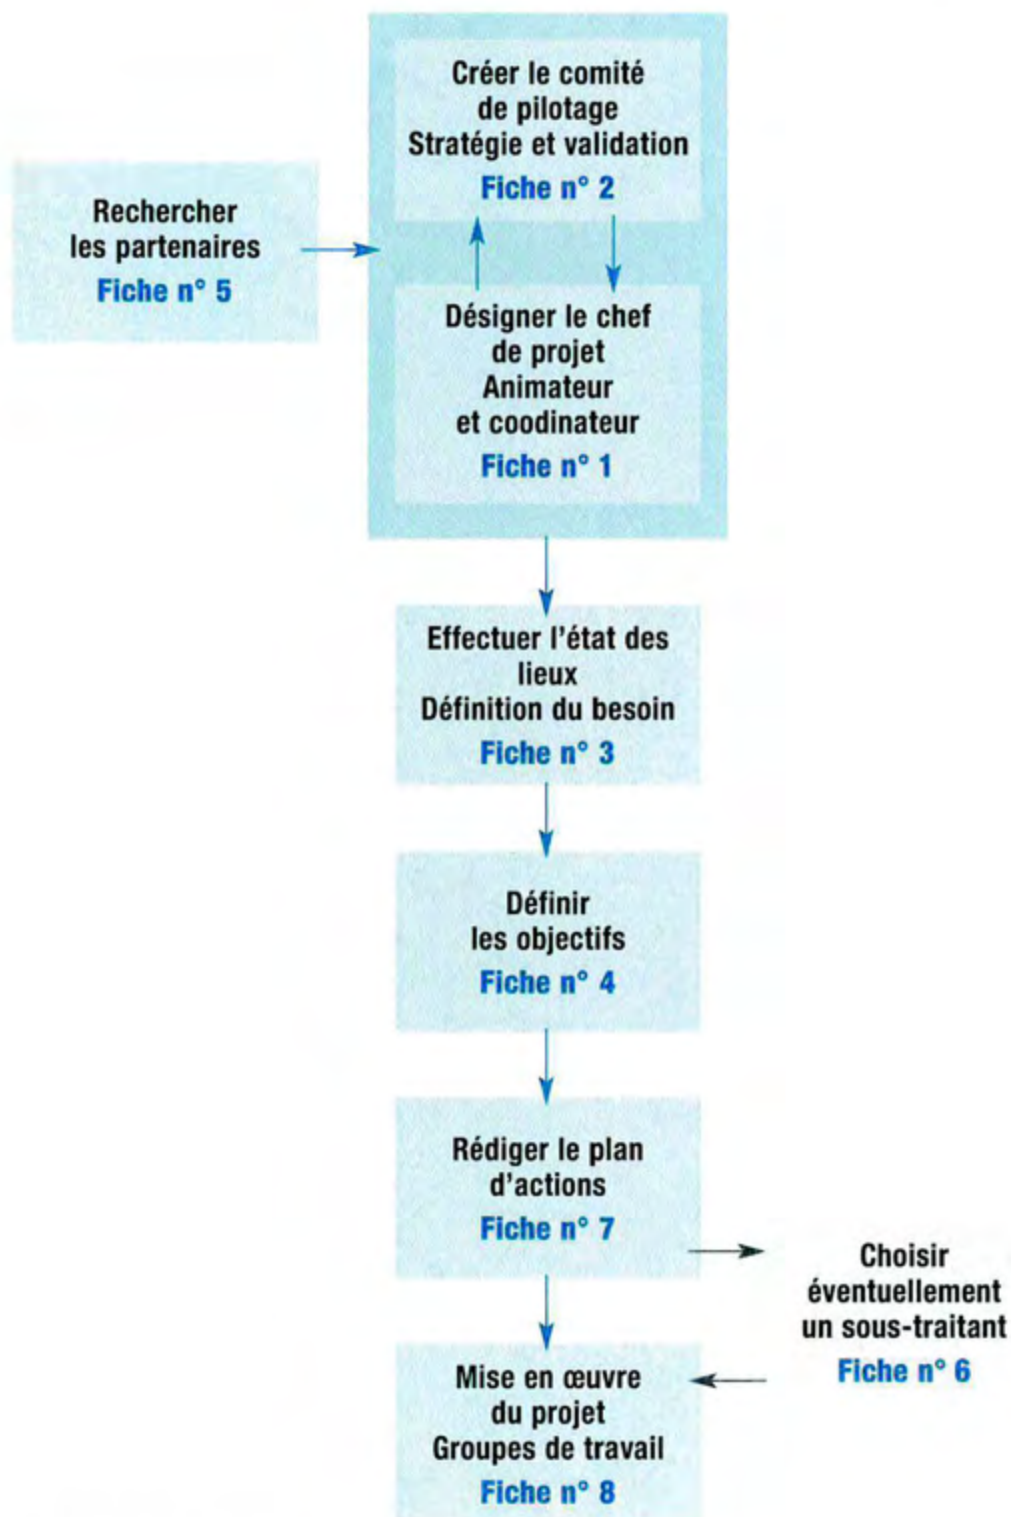 Créer le comité
de pilotage
Stratégie et validation
Fiche n° 2
Rechercher
les partenaires
Fiche n° 5
Désigner le chef
de projet
Animateur
et coodinateur
Fiche n° 1
Effectuer l'état des
lieux
Définition du besoin
Fiche n° 3
Définir
les objectifs
Fiche n° 4
Rédiger le plan
d'actions
Fiche n° 7
Choisir
éventuellement
un sous-traitant
Fiche n° 6
Mise en œuvre
du projet
Groupes de travail
Fiche n° 8